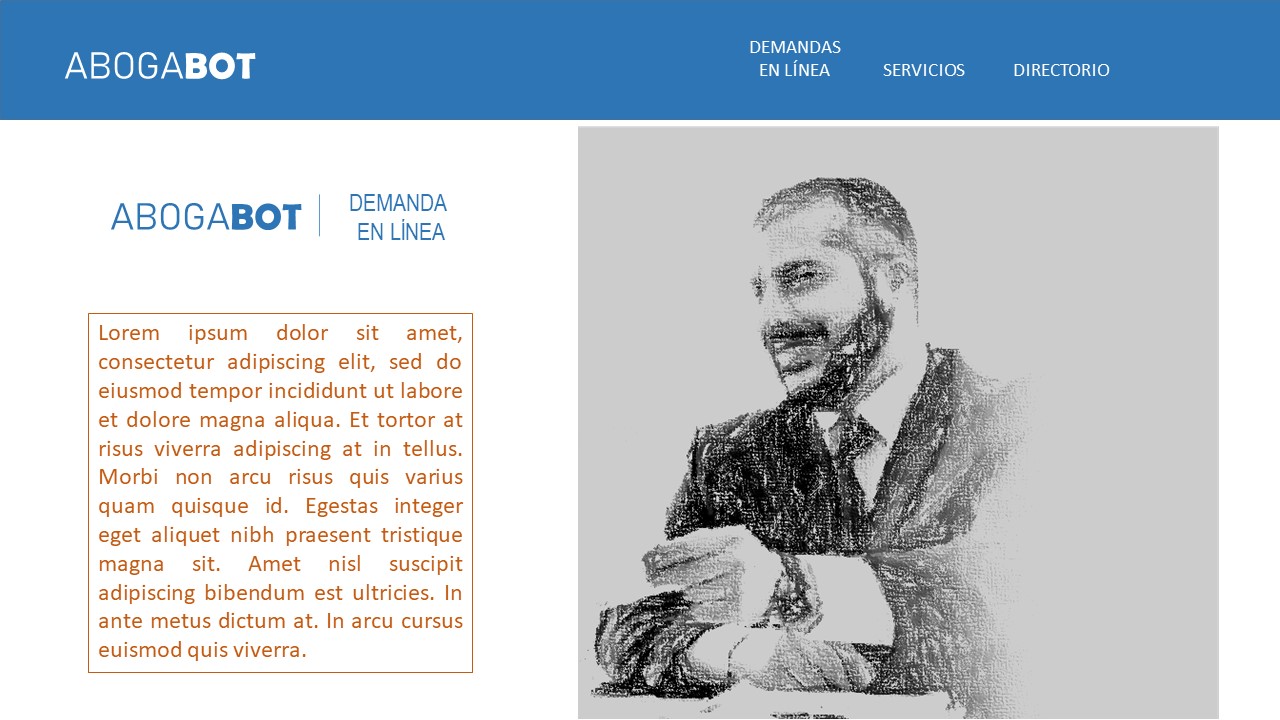 ABOGABOT
DEMANDAS
EN LÍNEA
SERVICIOS
DIRECTORIO
ABOGABOT
DEMANDA
EN LÍNEA
Lorem ipsum dolor sit amet,
consectetur adipiscing elit, sed do
eiusmod tempor incididunt ut labore
et dolore magna aliqua. Et tortor at
risus viverra adipiscing at in tellus.
Morbi non arcu risus quis varius
quam quisque id. Egestas integer
eget aliquet nibh praesent tristique
magna sit. Amet nisl suscipit
adipiscing bibendum est ultricies. In
ante metus dictum at. In arcu cursus
euismod quis viverra.